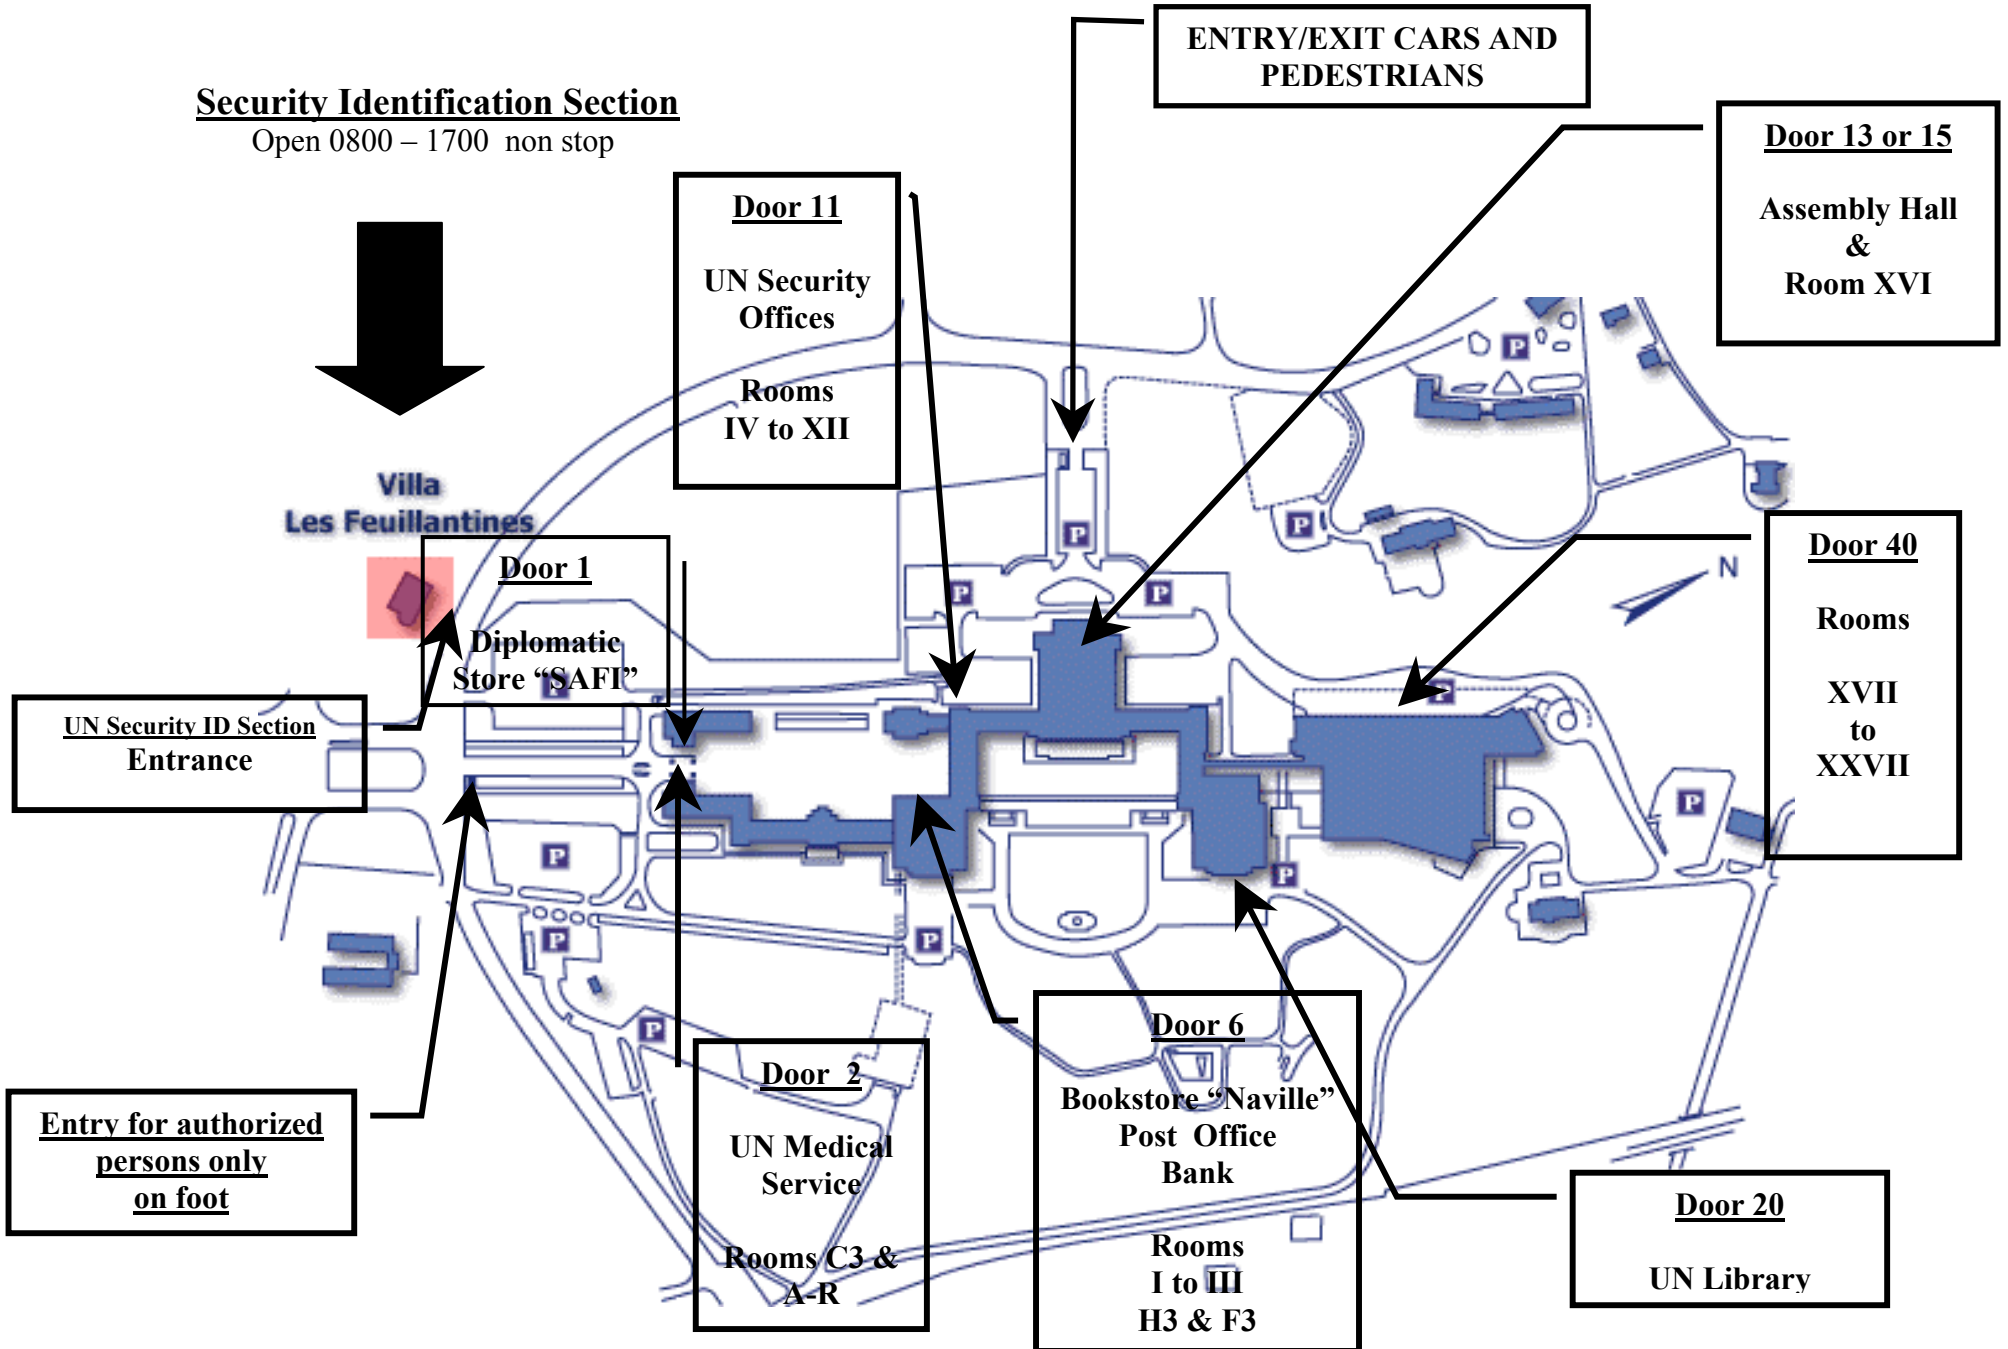 ENTRY/EXIT CARS AND
PEDESTRIANS
Security Identification Section
Open 0800 – 1700 non stop
Door 13 or 15
Assembly Hall
&
Room XVI
Door 11
UN Security
Offices
Rooms
IV to XII
P
Villa
Les Feuillantines
P
P
Door 1
Diplomatic
Store “SAFI”
P
Door 40
Rooms
XVII
to
XXVII
N
P
P
P
P
UN Security ID Section
Entrance
P
P
P
P
P
P
Door 6
Bookstore “Naville”
Post Office
Bank
Rooms
I to III
H3 & F3
Door 2
UN Medical
Service
Rooms C3 &
A-R
Entry for authorized
persons only
on foot
Door 20
UN Library